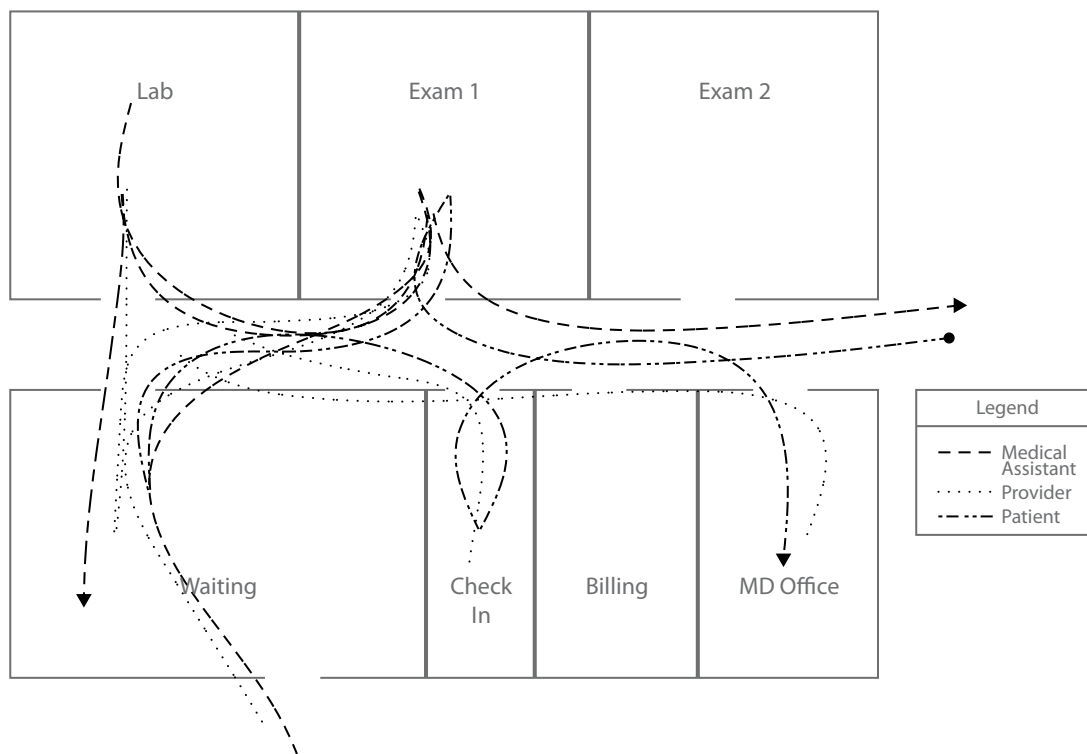 Lab
Exam 1
Exam 2
Waiting
Check
In
Billing
MD Office
Legend
Medical
Assistant
Provider
Patient